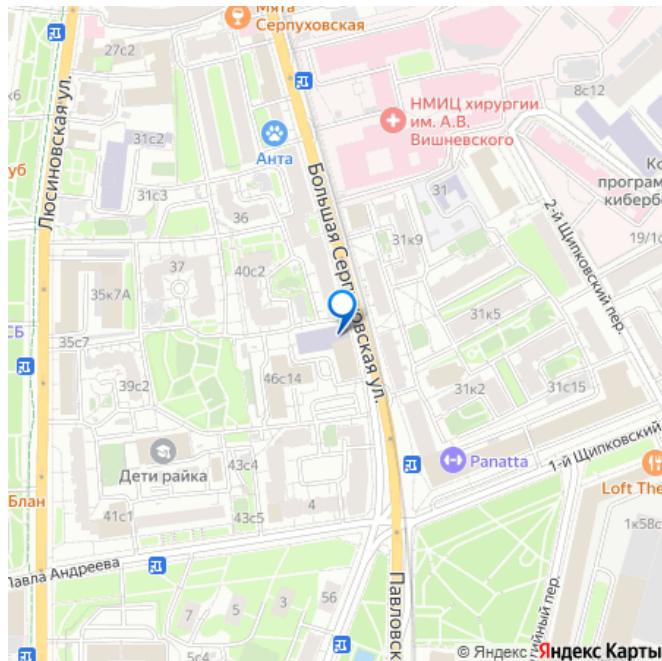 Мята
Серпуховская
27с2
8с12
НМИЦ хирургии
им. А.В.
Вишневского
Люсиновская ул.
31с2
Анта
Большая Серпуховская ул.
31с3
31
2-й Щипковский пер.
19/1с
36
31к9
37
40с2
35к7А
31к5
35с7
39с2
46с14
31к2
31с15
Дети райка
43с4
Panatta
1-й Щипковский
Loft The
Блан
41с1
43с5
4
1к58с
Павла Андреева
Павловск
7
5
3
56
5с4
© Яндекс
Яндекс Карты